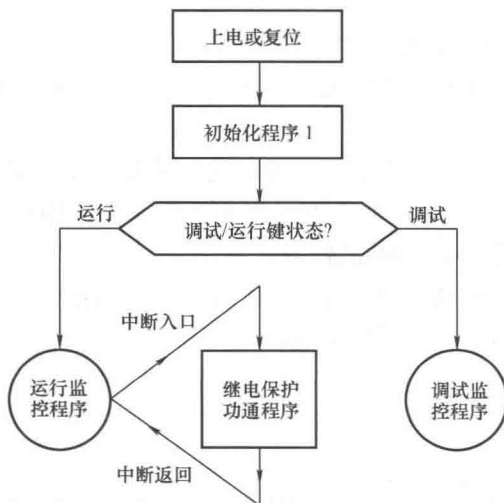 上电或复位
初始化程序 1
运行
调试/运行键状态?
调试
中断入口
运行监
控程序
继电保护
功通程序
调试监
控程序
中断返回